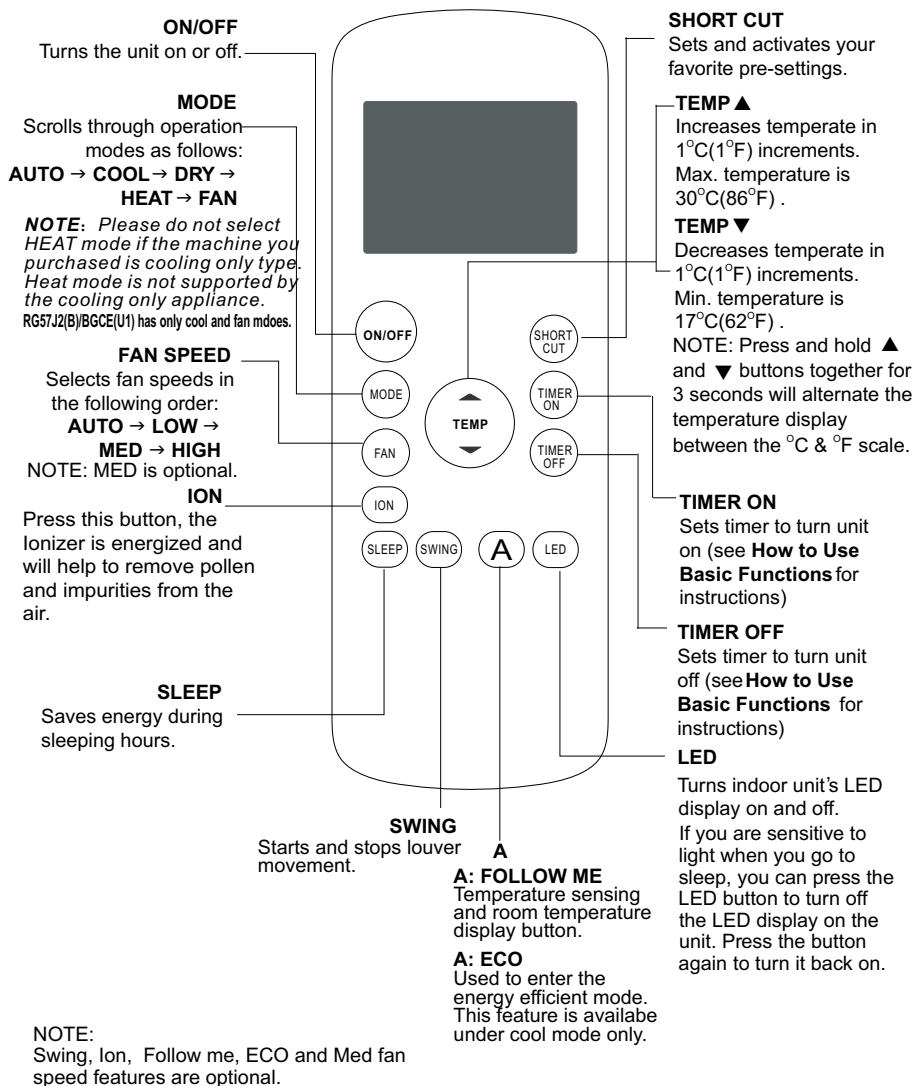 ON/OFF
Turns the unit on or off.
MODE
Scrolls through operation
modes as follows:
AUTO → COOL → DRY →
HEAT → FAN
NOTE: Please do not select
HEAT mode if the machine you
purchased is cooling only type.
Heat mode is not supported by
the cooling only appliance.
RG57J2(B)/BGCE(U1) has only cool and fan mdoes.
FAN SPEED
Selects fan speeds in
the following order:
AUTO → LOW →
MED → HIGH
NOTE: MED is optional.
ION
Press this button, the
Ionizer is energized and
will help to remove pollen
and impurities from the
air.
SLEEP
Saves energy during
sleeping hours.
ON/OFF
MODE
FAN
ION
SLEEP
SWING
A
LED
▲
TEMP
▼
SHORT
CUT
TIMER
ON
TIMER
OFF
SWING
Starts and stops louver
movement.
A
A: FOLLOW ME
Temperature sensing
and room temperature
display button.
A: ECO
Used to enter the
energy efficient mode.
This feature is availabe
under cool mode only.
SHORT CUT
Sets and activates your
favorite pre-settings.
TEMP ▲
Increases temperate in
1°C(1°F) increments.
Max. temperature is
30°C(86°F) .
TEMP ▼
Decreases temperate in
1°C(1°F) increments.
Min. temperature is
17°C(62°F) .
NOTE: Press and hold ▲
and ▼ buttons together for
3 seconds will alternate the
temperature display
between the °C & °F scale.
TIMER ON
Sets timer to turn unit
on (see How to Use
Basic Functions for
instructions)
TIMER OFF
Sets timer to turn unit
off (see How to Use
Basic Functions for
instructions)
LED
Turns indoor unit's LED
display on and off.
If you are sensitive to
light when you go to
sleep, you can press the
LED button to turn off
the LED display on the
unit. Press the button
again to turn it back on.
NOTE:
Swing, Ion, Follow me, ECO and Med fan
speed features are optional.